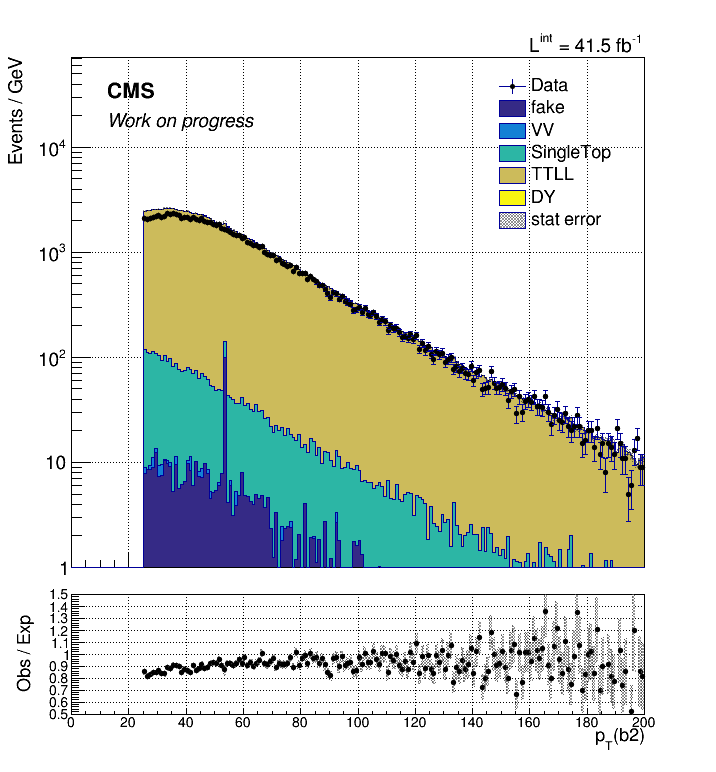 L^int = 41.5 fb^-1
Events / GeV
CMS
Work on progress
Data
fake
VV
SingleTop
TTLL
DY
stat error
10^4
10^3
10^2
10
1
Obs / Exp
1.5
1.4
1.3
1.2
1.1
1
0.9
0.8
0.7
0.6
0.5
0 20 40 60 80 100 120 140 160 180 200
p_T(b2)